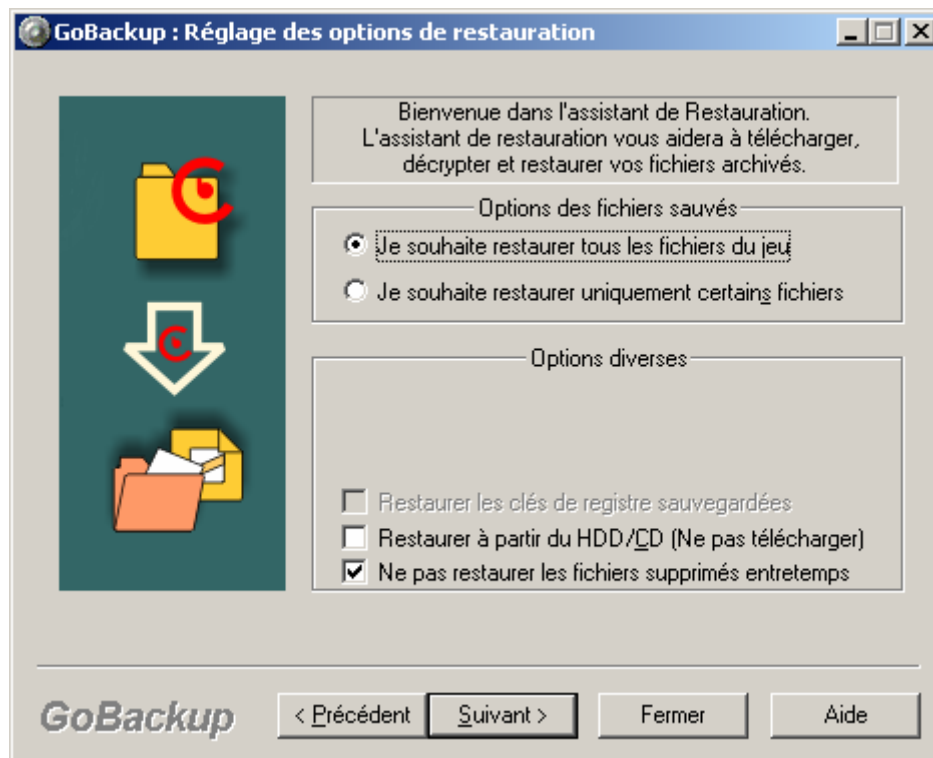 GoBackup : Réglage des options de restauration
Bienvenue dans l'assistant de Restauration.
L'assistant de restauration vous aidera à télécharger,
décrypter et restaurer vos fichiers archivés.
Options des fichiers sauvés
Je souhaite restaurer tous les fichiers du jeu
Je souhaite restaurer uniquement certains fichiers
Options diverses
Restaurer les clés de registre sauvegardées
Restaurer à partir du HDD/CD (Ne pas télécharger)
Ne pas restaurer les fichiers supprimés entretemps
GoBackup
< Précédent
Suivant >
Fermer
Aide